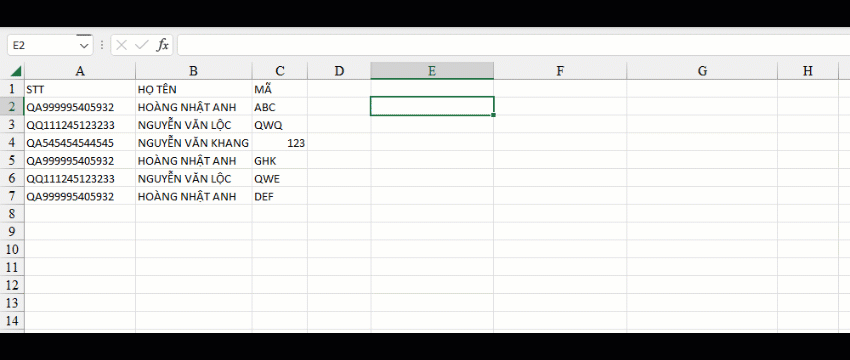 E2 fx
A B C D E F G H
1 STT HỌ TÊN MÃ
2 QA999995405932 HOÀNG NHẬT ANH ABC
3 QQ111245123233 NGUYỄN VĂN LỘC QWQ
4 QA545454544545 NGUYỄN VĂN KHANG 123
5 QA999995405932 HOÀNG NHẬT ANH GHK
6 QQ111245123233 NGUYỄN VĂN LỘC QWE
7 QA999995405932 HOÀNG NHẬT ANH DEF
8
9
10
11
12
13
14